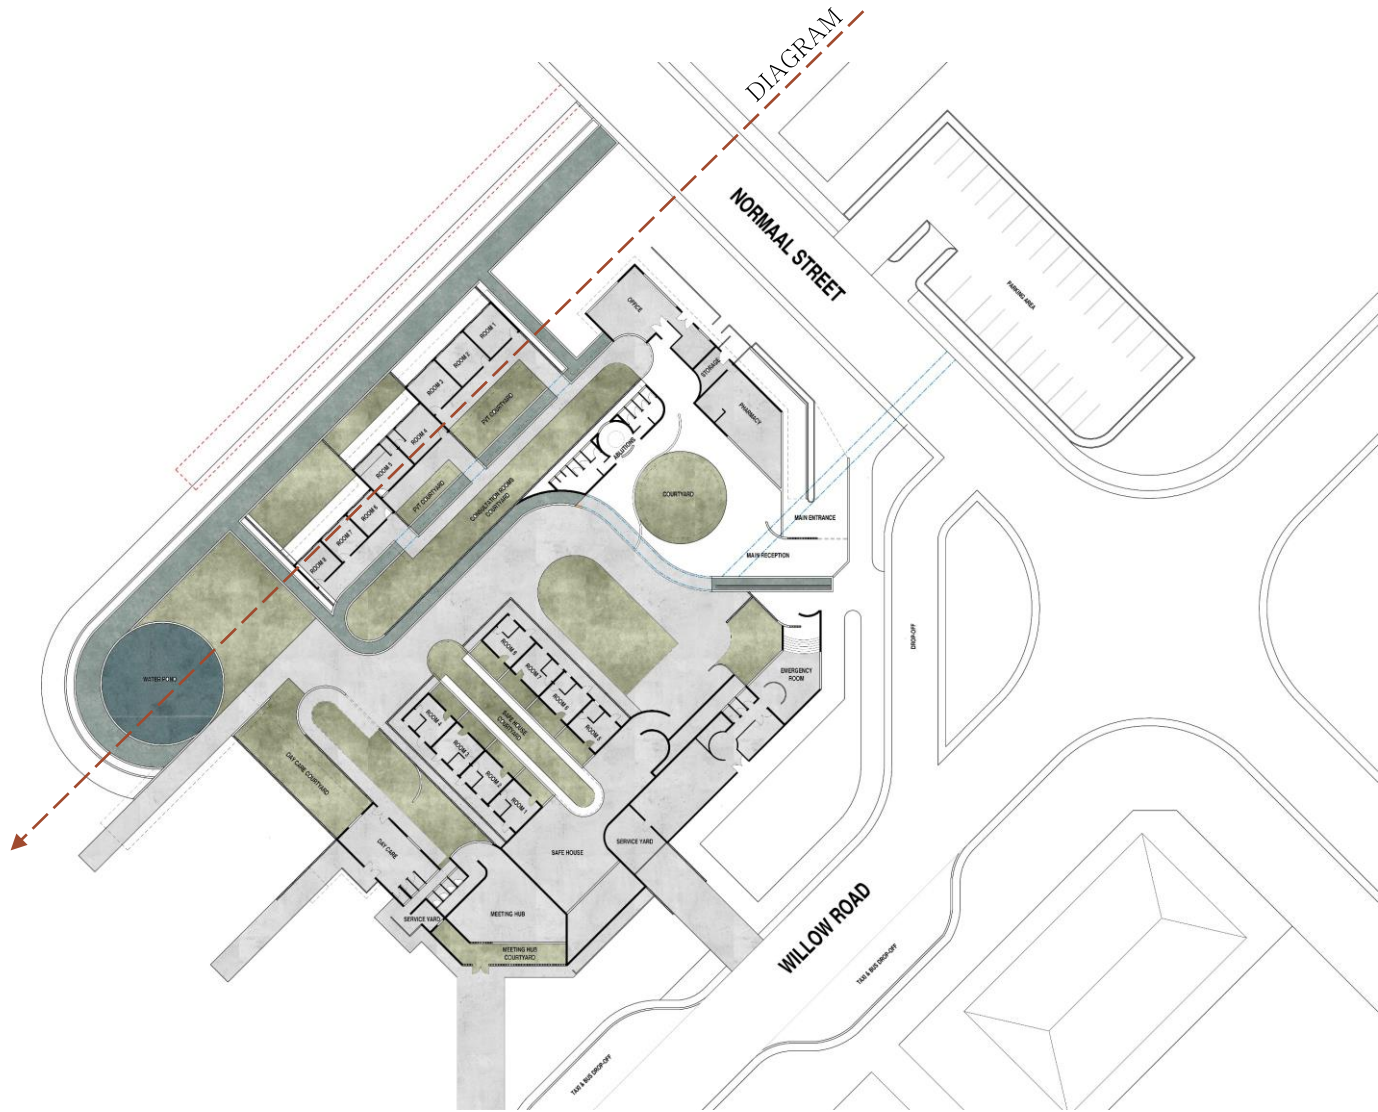 DIAGRAM
NORMAAL STREET
PARKING AREA
OFFICE
STORAGE
PHARMACY
ROOM 1
ROOM 2
ROOM 3
ROOM 4
ROOM 5
ROOM 6
ROOM 7
ROOM 8
PVT COURTYARD
PVT COURTYARD
CONSULTATION ROOMS
COURTYARD
ABLUTIONS
COURTYARD
MAIN ENTRANCE
MAIN RECEPTION
DROP-OFF
EMERGENCY
ROOM
WATER POND
ROOM 8
ROOM 7
ROOM 6
ROOM 5
SAFE HOUSE
COURTYARD
ROOM 4
ROOM 3
ROOM 2
ROOM 1
DAY CARE COURTYARD
DAY CARE
SERVICE YARD
SAFE HOUSE
SERVICE YARD
MEETING HUB
MEETING HUB
COURTYARD
WILLOW ROAD
TAXI & BUS DROP-OFF
TAXI & BUS DROP-OFF